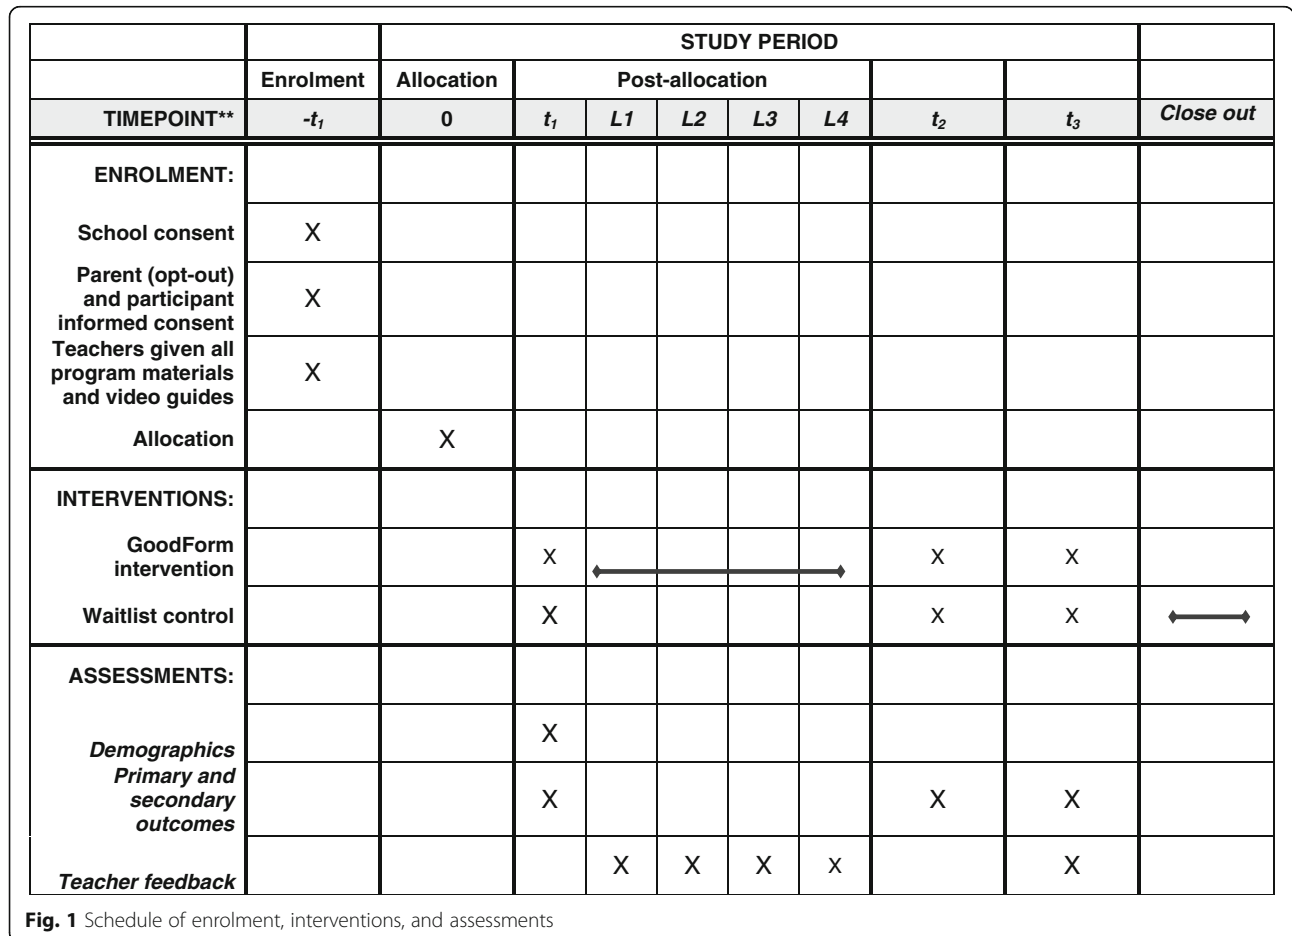 STUDY PERIOD
Enrolment Allocation Post-allocation
TIMEPOINT** -t1 0 t1 L1 L2 L3 L4 t2 t3 Close out
ENROLMENT:
School consent X
Parent (opt-out)
and participant X
informed consent
Teachers given all
program materials X
and video guides
Allocation X
INTERVENTIONS:
GoodForm
intervention X X X
Waitlist control X X X
ASSESSMENTS:
Demographics X
Primary and
secondary X X X
outcomes
Teacher feedback X X X X X
Fig. 1 Schedule of enrolment, interventions, and assessments